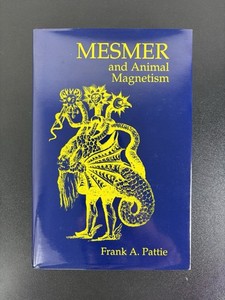 MESMER
and Animal
Magnetism
Frank A. Pattie